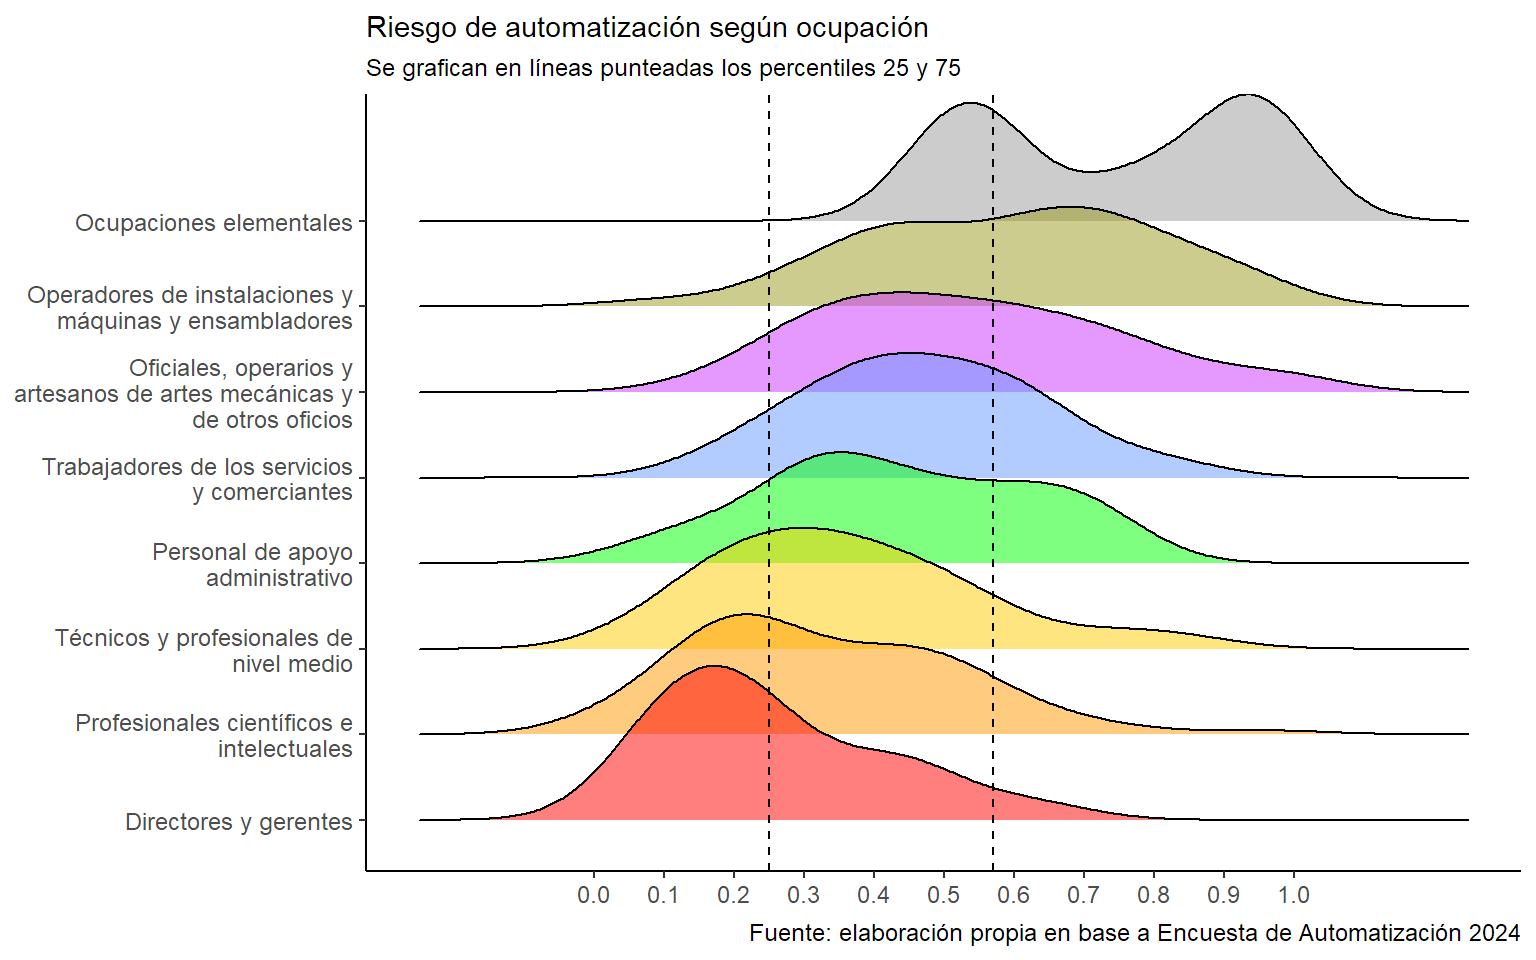 Riesgo de automatización según ocupación
Se grafican en líneas punteadas los percentiles 25 y 75
Ocupaciones elementales
Operadores de instalaciones y
máquinas y ensambladores
Oficiales, operarios y
artesanos de artes mecánicas y
de otros oficios
Trabajadores de los servicios
y comerciantes
Personal de apoyo
administrativo
Técnicos y profesionales de
nivel medio
Profesionales científicos e
intelectuales
Directores y gerentes
0.0 0.1 0.2 0.3 0.4 0.5 0.6 0.7 0.8 0.9 1.0
Fuente: elaboración propia en base a Encuesta de Automatización 2024